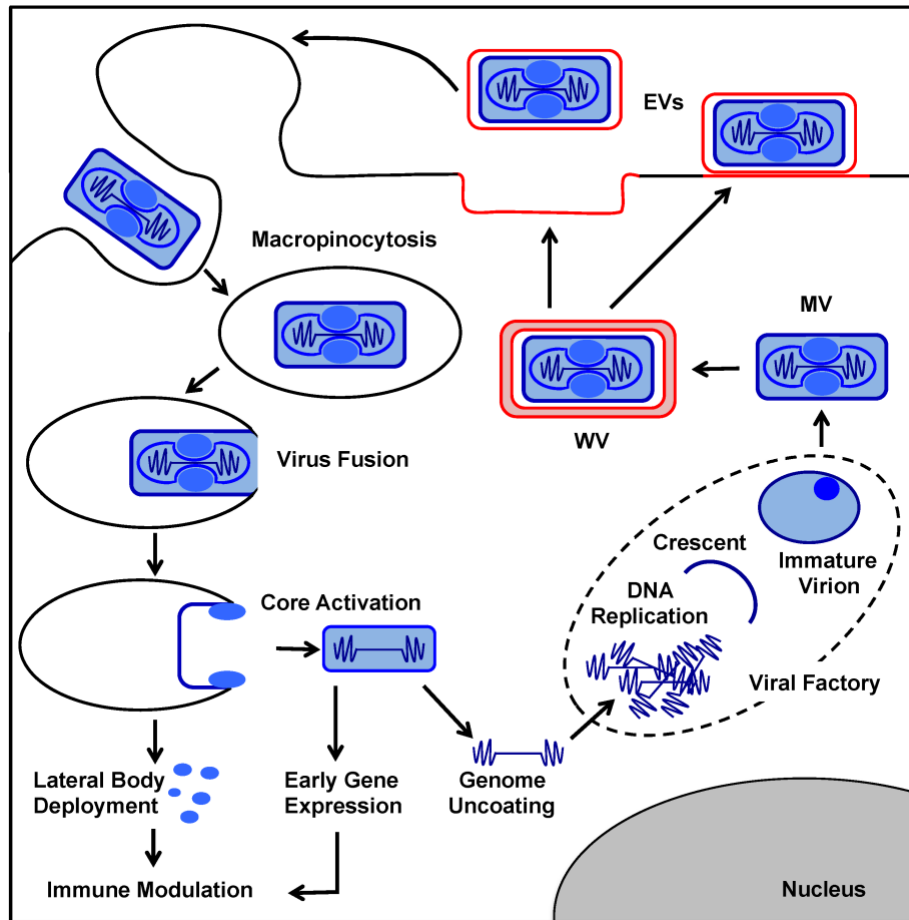 EVs
Macropinocytosis
MV
WV
Virus Fusion
Crescent
Immature
Virion
DNA
Replication
Core Activation
Viral Factory
Lateral Body
Deployment
Early Gene
Expression
Genome
Uncoating
Immune Modulation
Nucleus